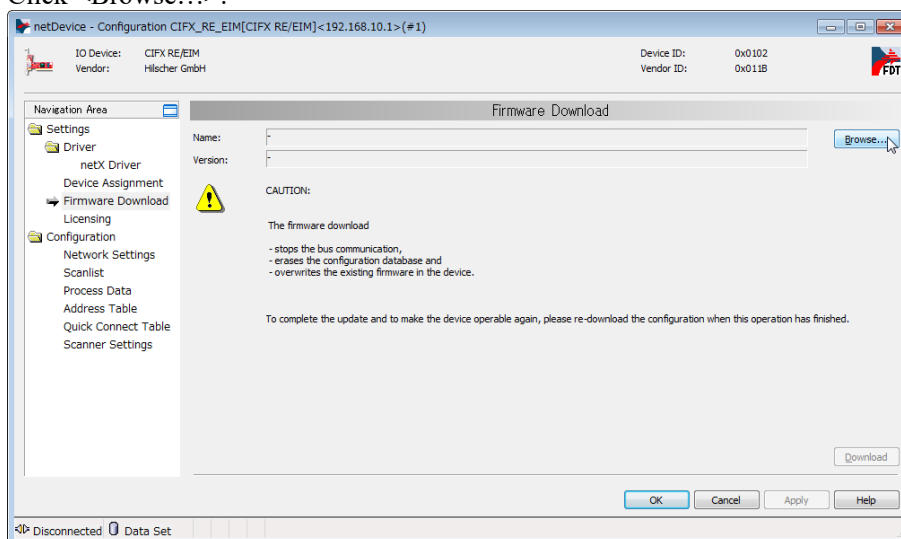 Click <Browse…>.
netDevice - Configuration CIFX_RE_EIM[CIFX RE/EIM]<192.168.10.1>(#1)
IO Device: CIFX RE/EIM Device ID: 0x0102
Vendor: Hilscher GmbH Vendor ID: 0x011B
FDT
Navigation Area
Firmware Download
Settings
Driver
netX Driver
Device Assignment
Firmware Download
Licensing
Configuration
Network Settings
Scanlist
Process Data
Address Table
Quick Connect Table
Scanner Settings
Name: -
Browse...
Version: -
CAUTION:
The firmware download
- stops the bus communication,
- erases the configuration database and
- overwrites the existing firmware in the device.
To complete the update and to make the device operable again, please re-download the configuration when this operation has finished.
Download
OK Cancel Apply Help
Disconnected Data Set